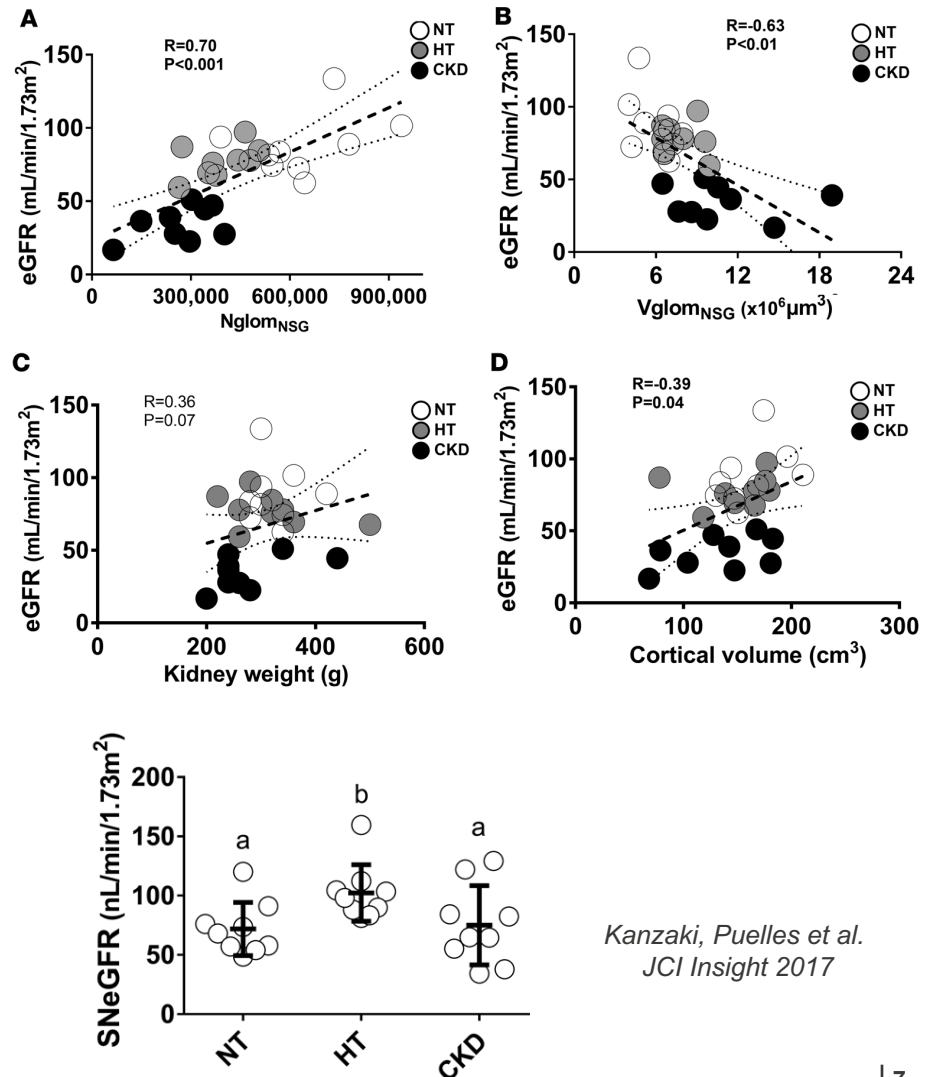 A
R=0.70
P<0.001
NT
HT
CKD
eGFR (mL/min/1.73m²)
150
100
50
0
0 300,000 600,000 900,000
NglomNSG
B
R=-0.63
P<0.01
NT
HT
CKD
eGFR (mL/min/1.73m²)
150
100
50
0
0 6 12 18 24
VglomNSG (x10⁶µm³)
C
R=0.36
P=0.07
NT
HT
CKD
eGFR (mL/min/1.73m²)
150
100
50
0
0 200 400 600
Kidney weight (g)
D
R=-0.39
P=0.04
NT
HT
CKD
eGFR (mL/min/1.73m²)
150
100
50
0
0 100 200 300
Cortical volume (cm³)
SNeGFR (nL/min/1.73m²)
200
150
100
50
0
a b a
NT HT CKD
Kanzaki, Puelles et al.
JCI Insight 2017